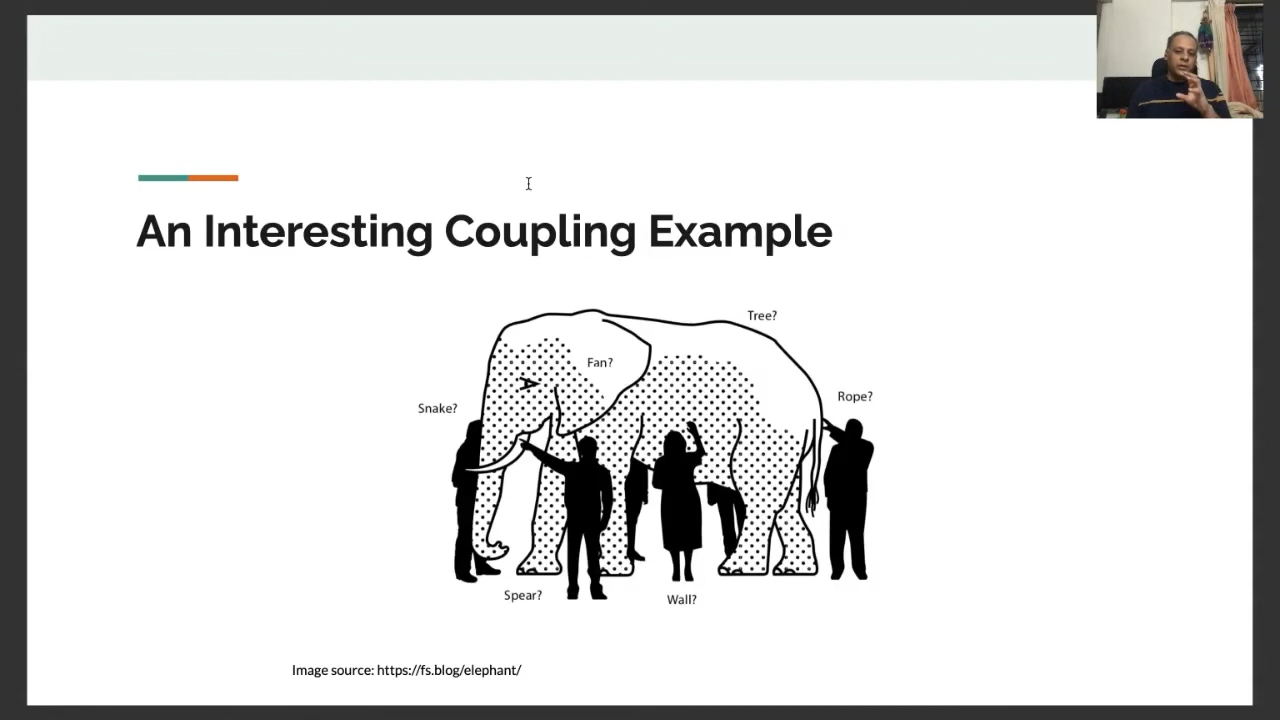 An Interesting Coupling Example
Tree?
Fan?
Rope?
Snake?
Spear?
Wall?
Image source: https://fs.blog/elephant/